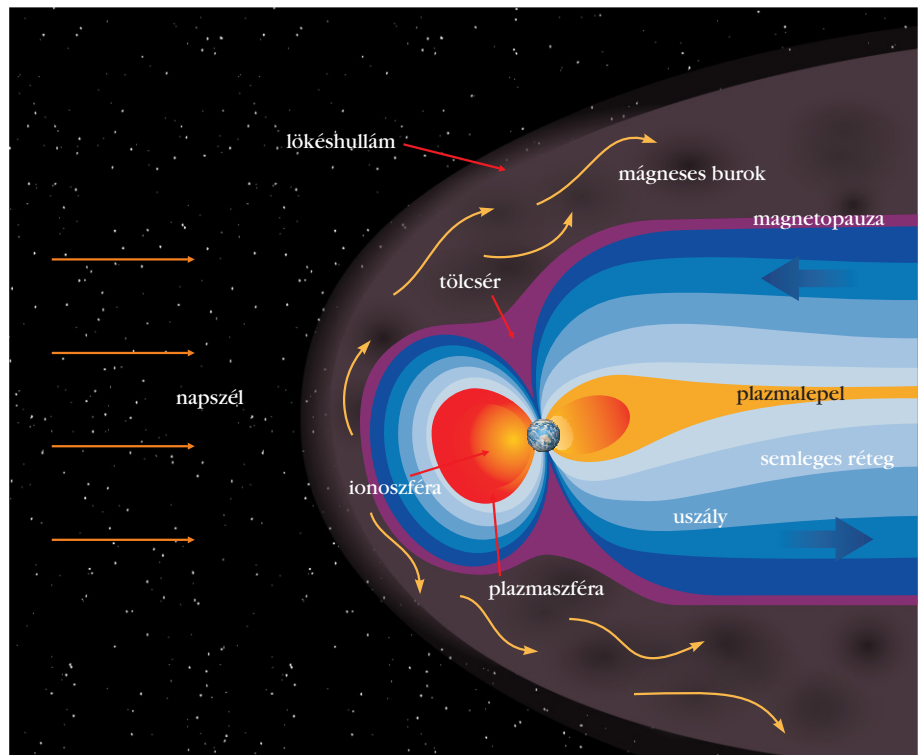 lökéshullám
mágneses burok
magnetopauza
tölcsér
napszél
plazmalepel
semleges réteg
ionoszféra
uszály
plazmaszféra